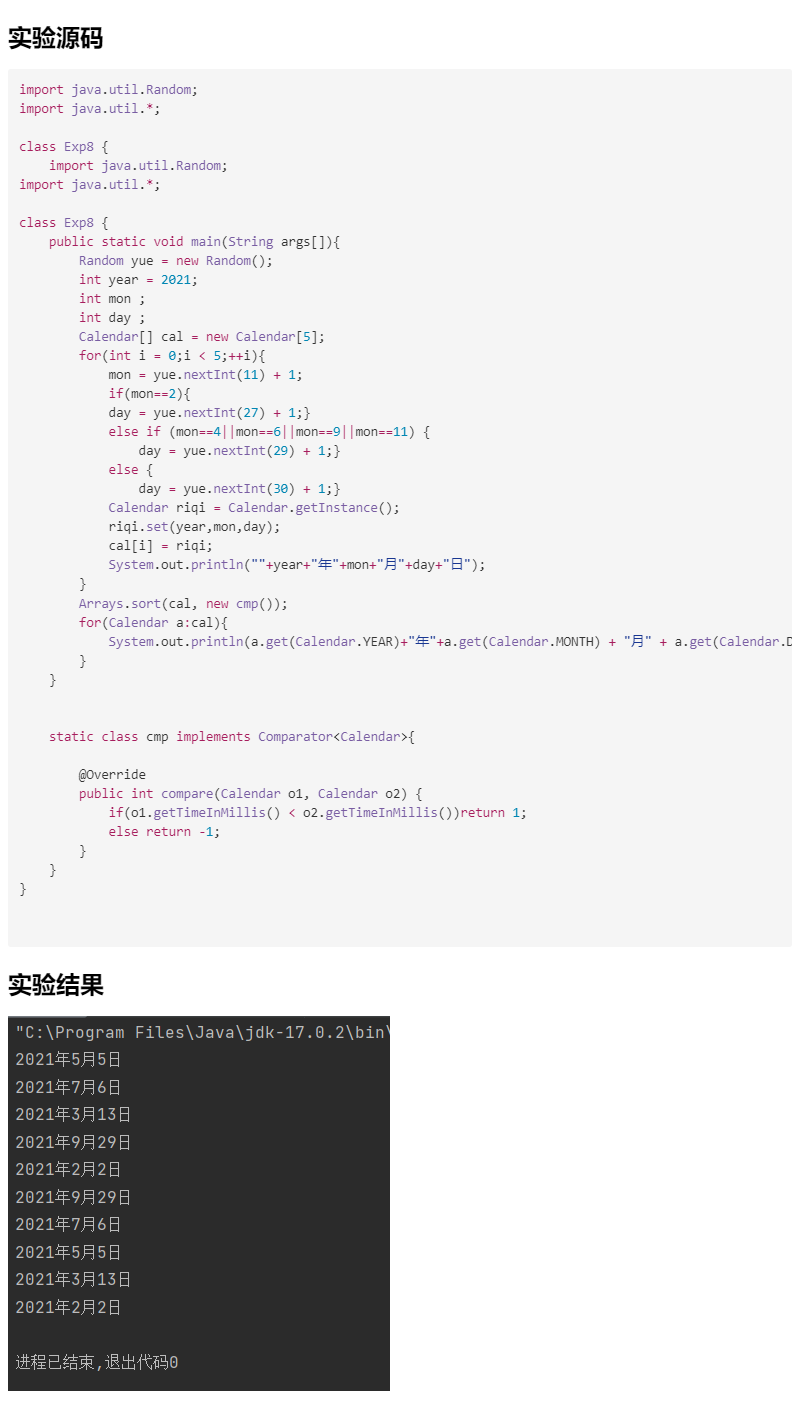 实验源码
import java.util.Random;
import java.util.*;
class Exp8 {
    import java.util.Random;
import java.util.*;
class Exp8 {
    public static void main(String args[]){
        Random yue = new Random();
        int year = 2021;
        int mon ;
        int day ;
        Calendar[] cal = new Calendar[5];
        for(int i = 0;i < 5;++i){
            mon = yue.nextInt(11) + 1;
            if(mon==2){
            day = yue.nextInt(27) + 1;}
            else if (mon==4||mon==6||mon==9||mon==11) {
                day = yue.nextInt(29) + 1;}
            else {
                day = yue.nextInt(30) + 1;}
            Calendar riqi = Calendar.getInstance();
            riqi.set(year,mon,day);
            cal[i] = riqi;
            System.out.println(""+year+"年"+mon+"月"+day+"日");
        }
        Arrays.sort(cal, new cmp());
        for(Calendar a:cal){
            System.out.println(a.get(Calendar.YEAR)+"年"+a.get(Calendar.MONTH) + "月" + a.get(Calendar.D
        }
    }
    static class cmp implements Comparator<Calendar>{
        @Override
        public int compare(Calendar o1, Calendar o2) {
            if(o1.getTimeInMillis() < o2.getTimeInMillis())return 1;
            else return -1;
        }
    }
}
实验结果
"C:\Program Files\Java\jdk-17.0.2\bin\
2021年5月5日
2021年7月6日
2021年3月13日
2021年9月29日
2021年2月2日
2021年9月29日
2021年7月6日
2021年5月5日
2021年3月13日
2021年2月2日
进程已结束,退出代码0